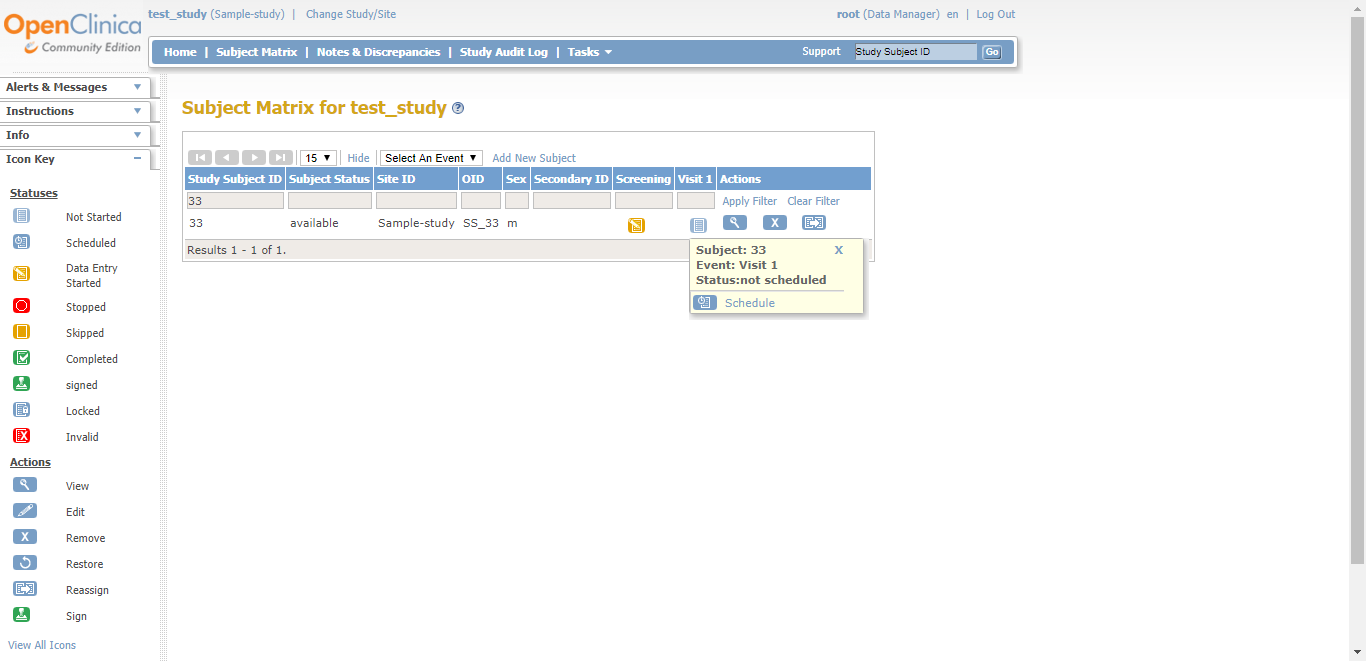 OpenClinica
Community Edition
test_study (Sample-study) | Change Study/Site
root (Data Manager) en | Log Out
Home | Subject Matrix | Notes & Discrepancies | Study Audit Log | Tasks
Support Study Subject ID Go
Alerts & Messages
Instructions
Info
Icon Key
Statuses
Not Started
Scheduled
Data Entry
Started
Stopped
Skipped
Completed
signed
Locked
Invalid
Actions
View
Edit
Remove
Restore
Reassign
Sign
View All Icons
Subject Matrix for test_study ?
15 Hide Select An Event Add New Subject
Study Subject ID Subject Status Site ID OID Sex Secondary ID Screening Visit 1 Actions
33 Apply Filter Clear Filter
33 available Sample-study SS_33 m X
Results 1 - 1 of 1.
Subject: 33 X
Event: Visit 1
Status:not scheduled
Schedule